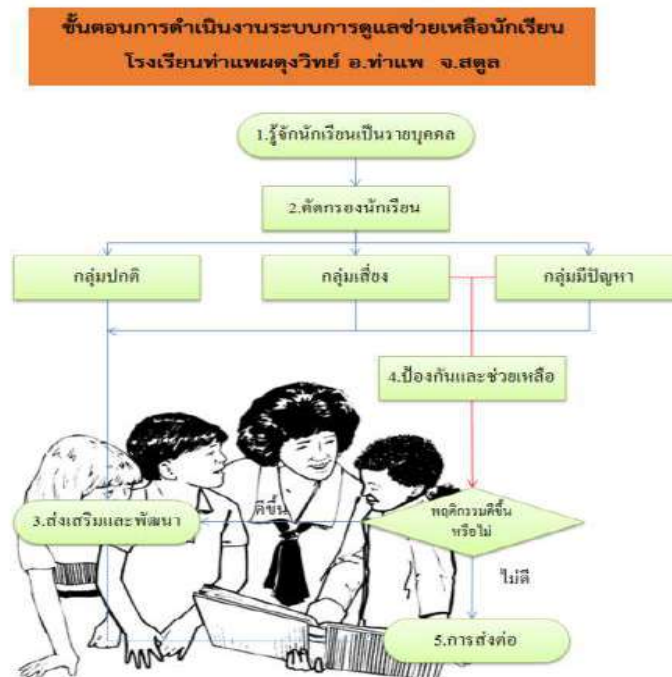 ขั้นตอนการดำเนินงานระบบการดูแลช่วยเหลือนักเรียน
โรงเรียนท่าแพผดุงวิทย์ อ.ท่าแพ จ.สตูล
1.รู้จักนักเรียนเป็นรายบุคคล
2.คัดกรองนักเรียน
กลุ่มปกติ
กลุ่มเสี่ยง
กลุ่มมีปัญหา
4.ป้องกันและช่วยเหลือ
3.ส่งเสริมและพัฒนา
ดีขึ้น
พฤติกรรมดีขึ้น
หรือไม่
ไม่ดี
5.การส่งต่อ